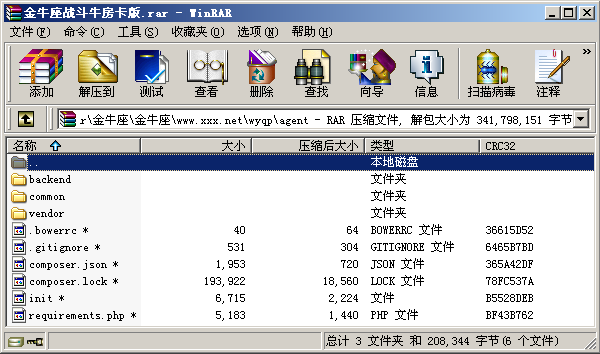 金牛座战斗牛房卡版.rar - WinRAR
文件(F) 命令(C) 工具(S) 收藏夹(O) 选项(N) 帮助(H)
添加 解压到 测试 查看 删除 查找 向导 信息 扫描病毒 注释 »
r\金牛座\金牛座\www.xxx.net\wyqp\agent - RAR 压缩文件, 解包大小为 341,798,151 字节
名称 大小 压缩后大小 类型 CRC32
.. 本地磁盘
backend 文件夹
common 文件夹
vendor 文件夹
.bowerrc * 40 64 BOWERRC 文件 36615D52
.gitignore * 531 304 GITIGNORE 文件 6465B7BD
composer.json * 1,953 720 JSON 文件 365A42DF
composer.lock * 193,922 18,560 LOCK 文件 78FC537A
init * 6,715 2,224 文件 B5528DEB
requirements.php * 5,183 1,440 PHP 文件 BF43B762
总计 3 文件夹 和 208,344 字节(6 个文件)